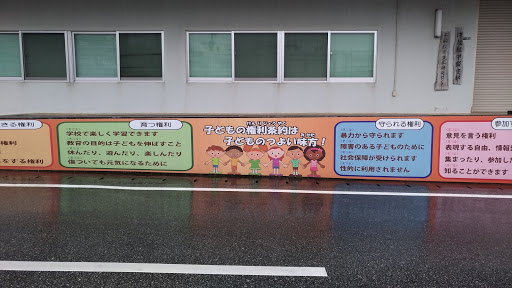 きる権利
をする権利
育つ権利
学校で楽しく学習できます
教育の目的は子どもを伸ばすこと
休んだり、遊んだり、楽しんだり
傷ついても元気になるために
子どもの権利条約は
子どものつよい味方!
守られる権利
暴力から守られます
障害のある子どものために
社会保障が受けられます
性的に利用されません
参加す
意見を言う権利
表現する自由、情報
集まったり、参加し
知ることができます